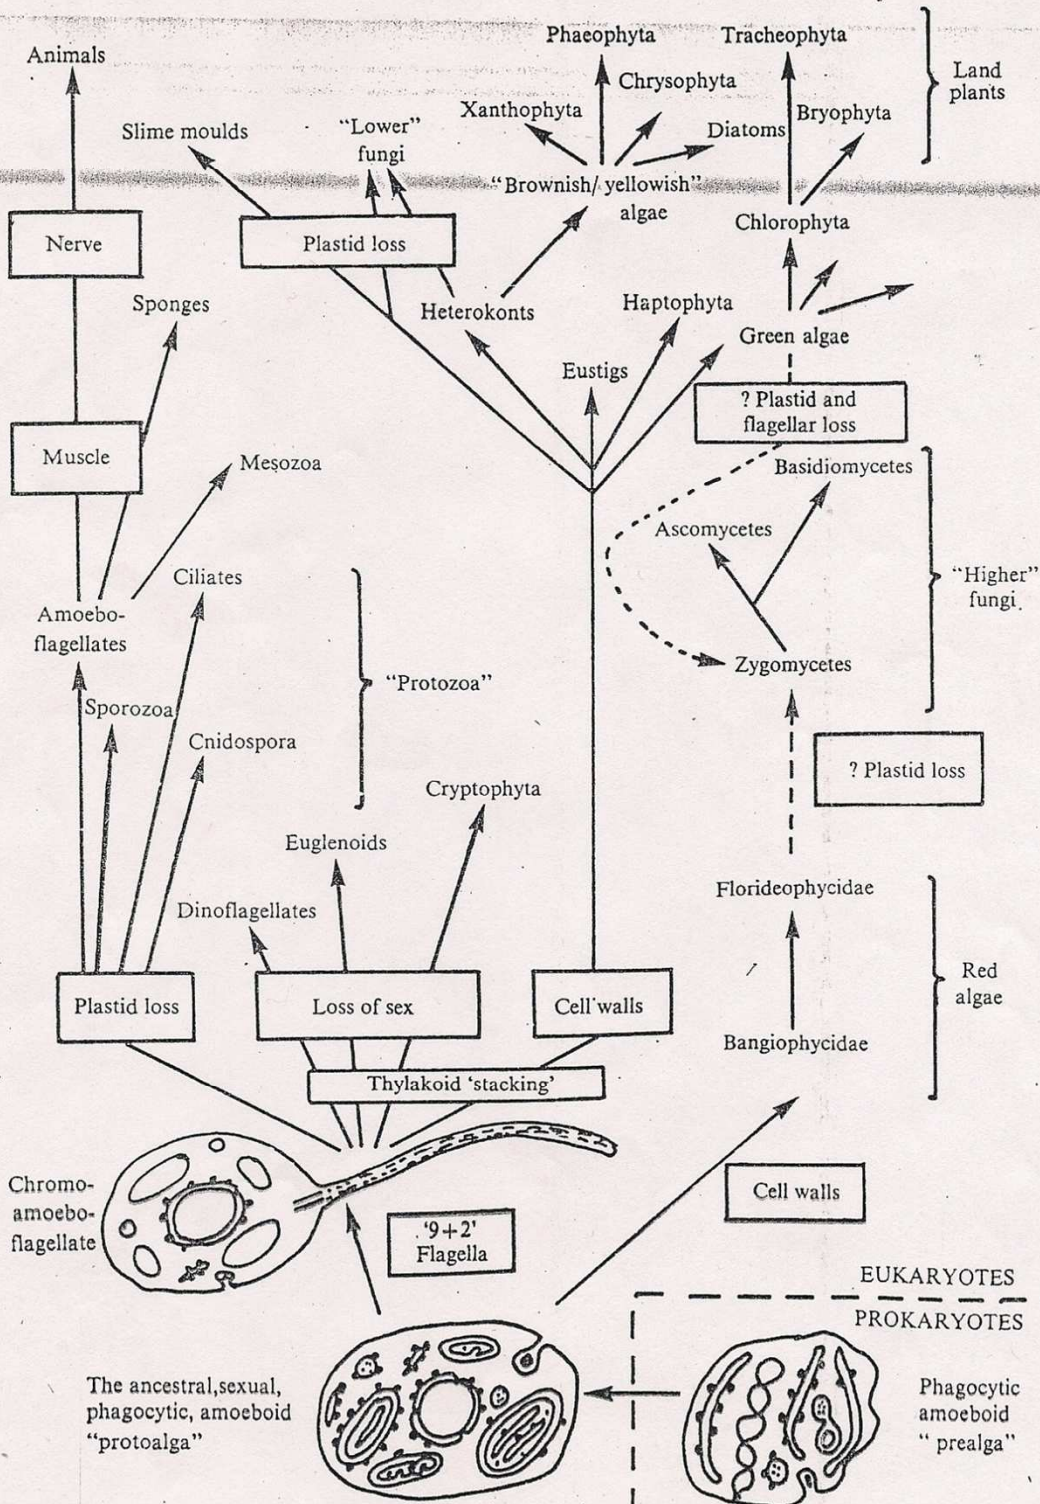 Phaeophyta
Tracheophyta
Animals
Chrysophyta
Land
plants
Xanthophyta
Bryophyta
Slime moulds
“Lower”
fungi
Diatoms
“Brownish/ yellowish”
algae
Chlorophyta
Nerve
Plastid loss
Sponges
Heterokonts
Haptophyta
Green algae
Eustigs
? Plastid and
flagellar loss
Muscle
Mesozoa
Basidiomycetes
Ascomycetes
Ciliates
“Higher”
fungi
Amoebo-
flagellates
Zygomycetes
“Protozoa”
Sporozoa
Cnidospora
? Plastid loss
Cryptophyta
Euglenoids
Florideophycidae
Dinoflagellates
Red
algae
Plastid loss
Loss of sex
Cell walls
Bangiophycidae
Thylakoid ‘stacking’
Chromo-
amoebo-
flagellate
Cell walls
‘9+2’
Flagella
EUKARYOTES
PROKARYOTES
The ancestral,sexual,
phagocytic, amoeboid
“protoalga”
Phagocytic
amoeboid
“ prealga”